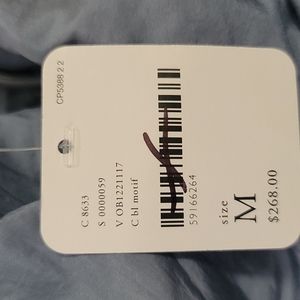 CP5388 2 2
C 8633
S 0000059
V OB1221117
C bl motif
59166264
size
M
$268.00